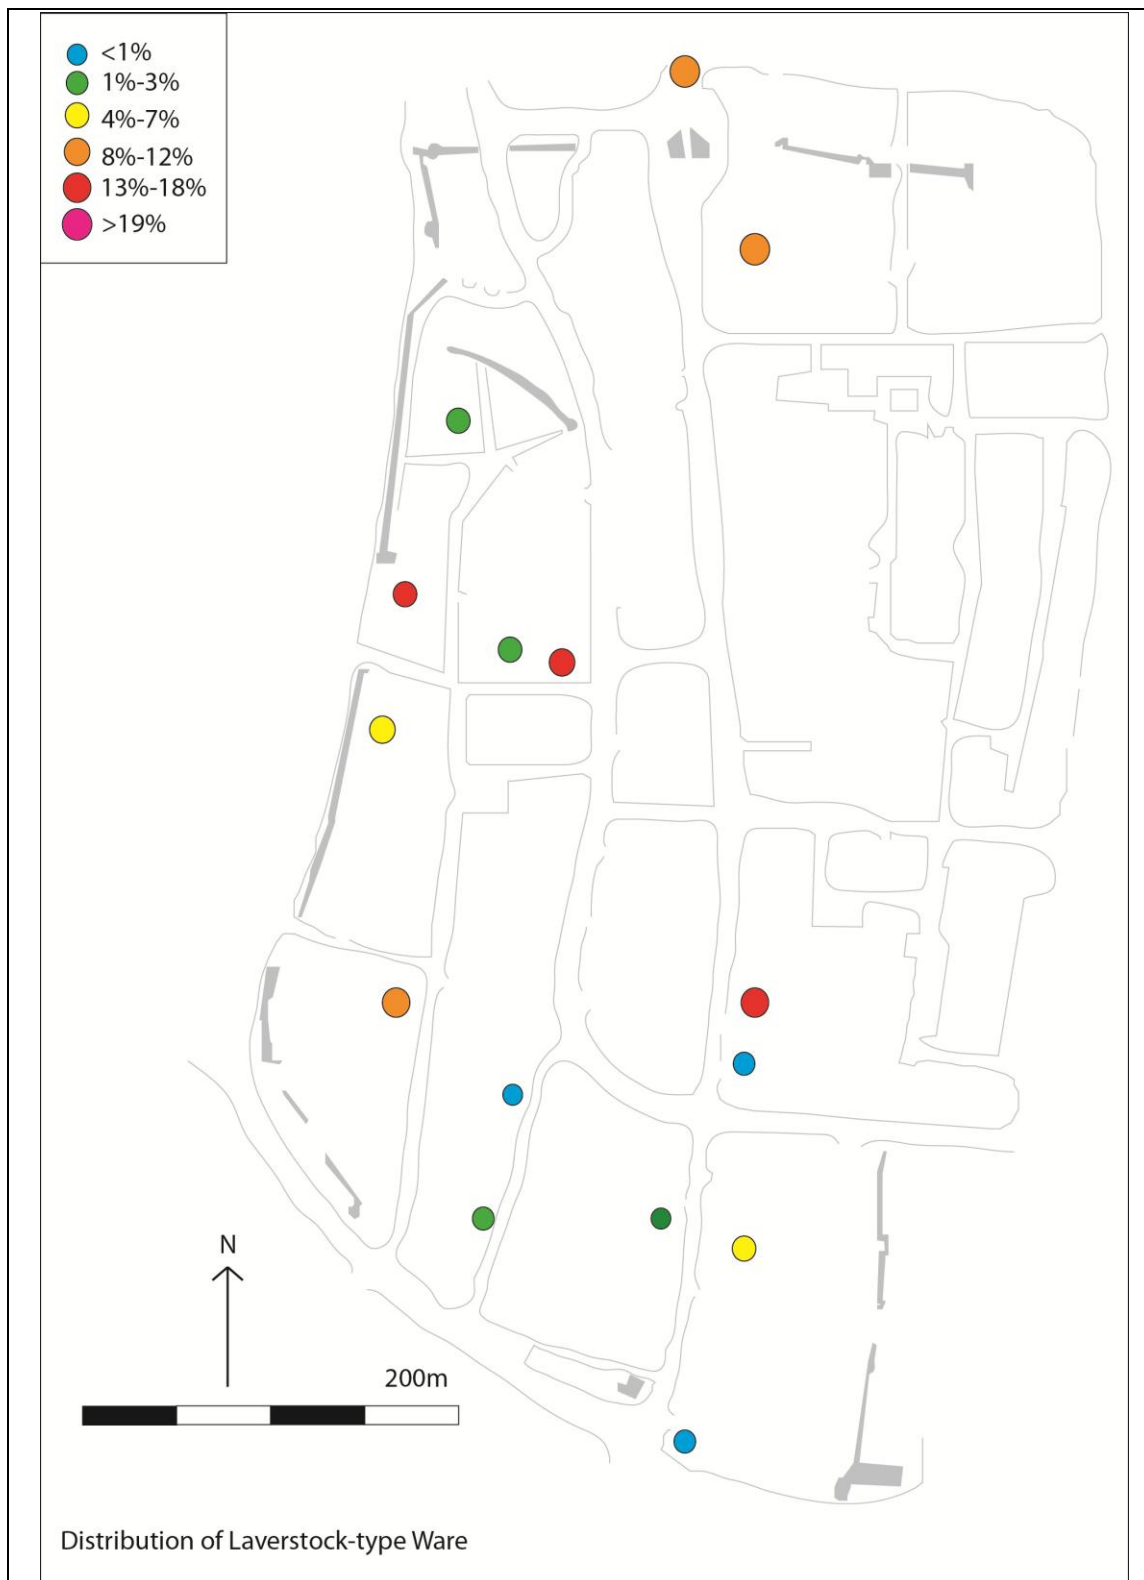 <1%
1%-3%
4%-7%
8%-12%
13%-18%
>19%
N
200m
Distribution of Laverstock-type Ware